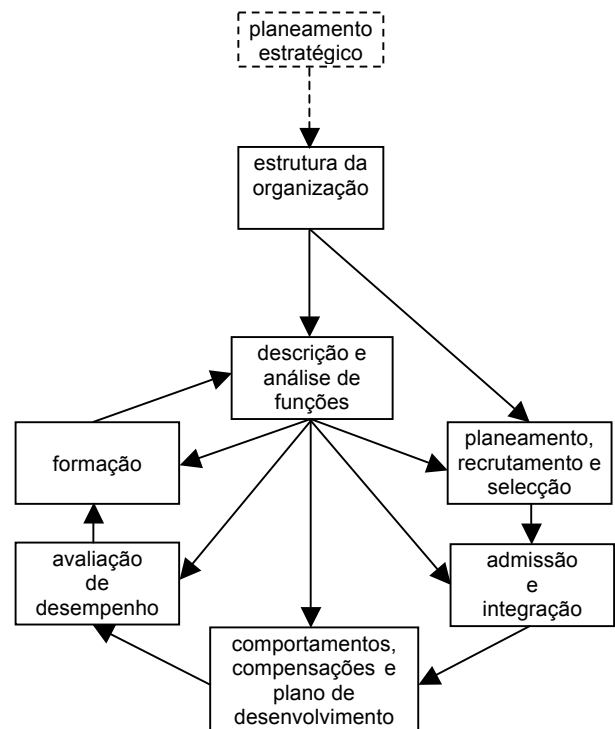 planeamento
estratégico
estrutura da
organização
descrição e
análise de
funções
formação
planeamento,
recrutamento e
selecção
avaliação
de
desempenho
admissão
e
integração
comportamentos,
compensações e
plano de
desenvolvimento